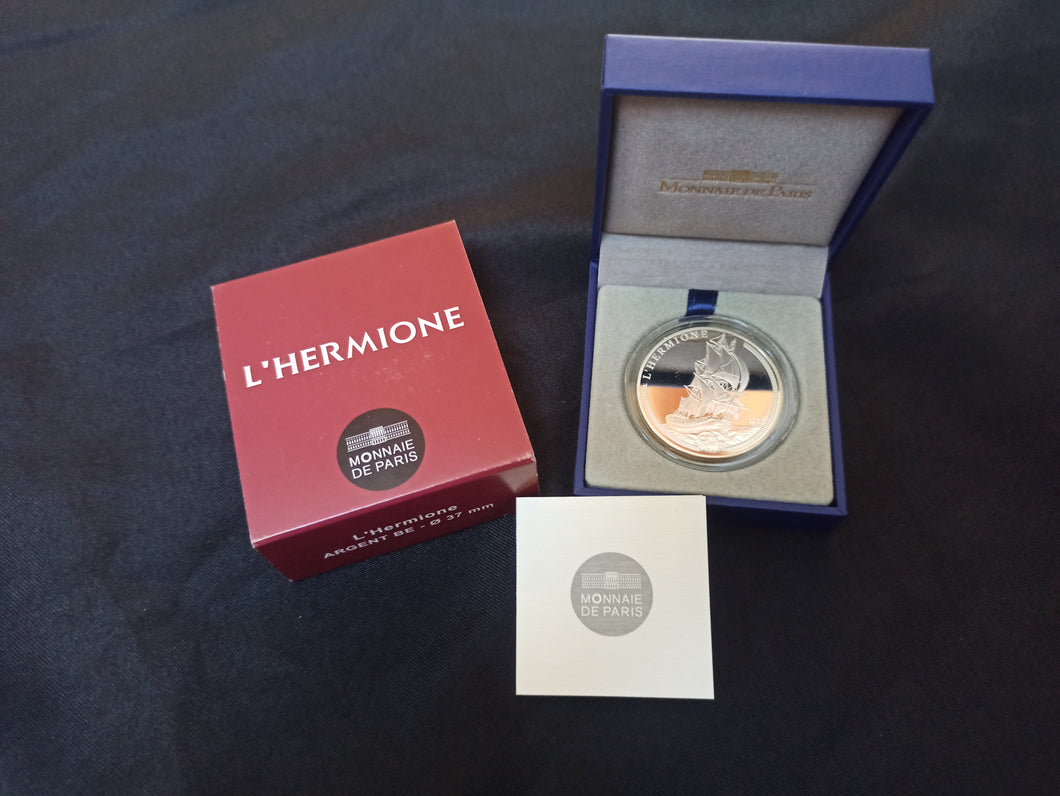 L'HERMIONE
MONNAIE
DE PARIS
L'Hermione
ARGENT BE - Ø 37 mm
MONNAIE DE PARIS
L'HERMIONE
MONNAIE
DE PARIS